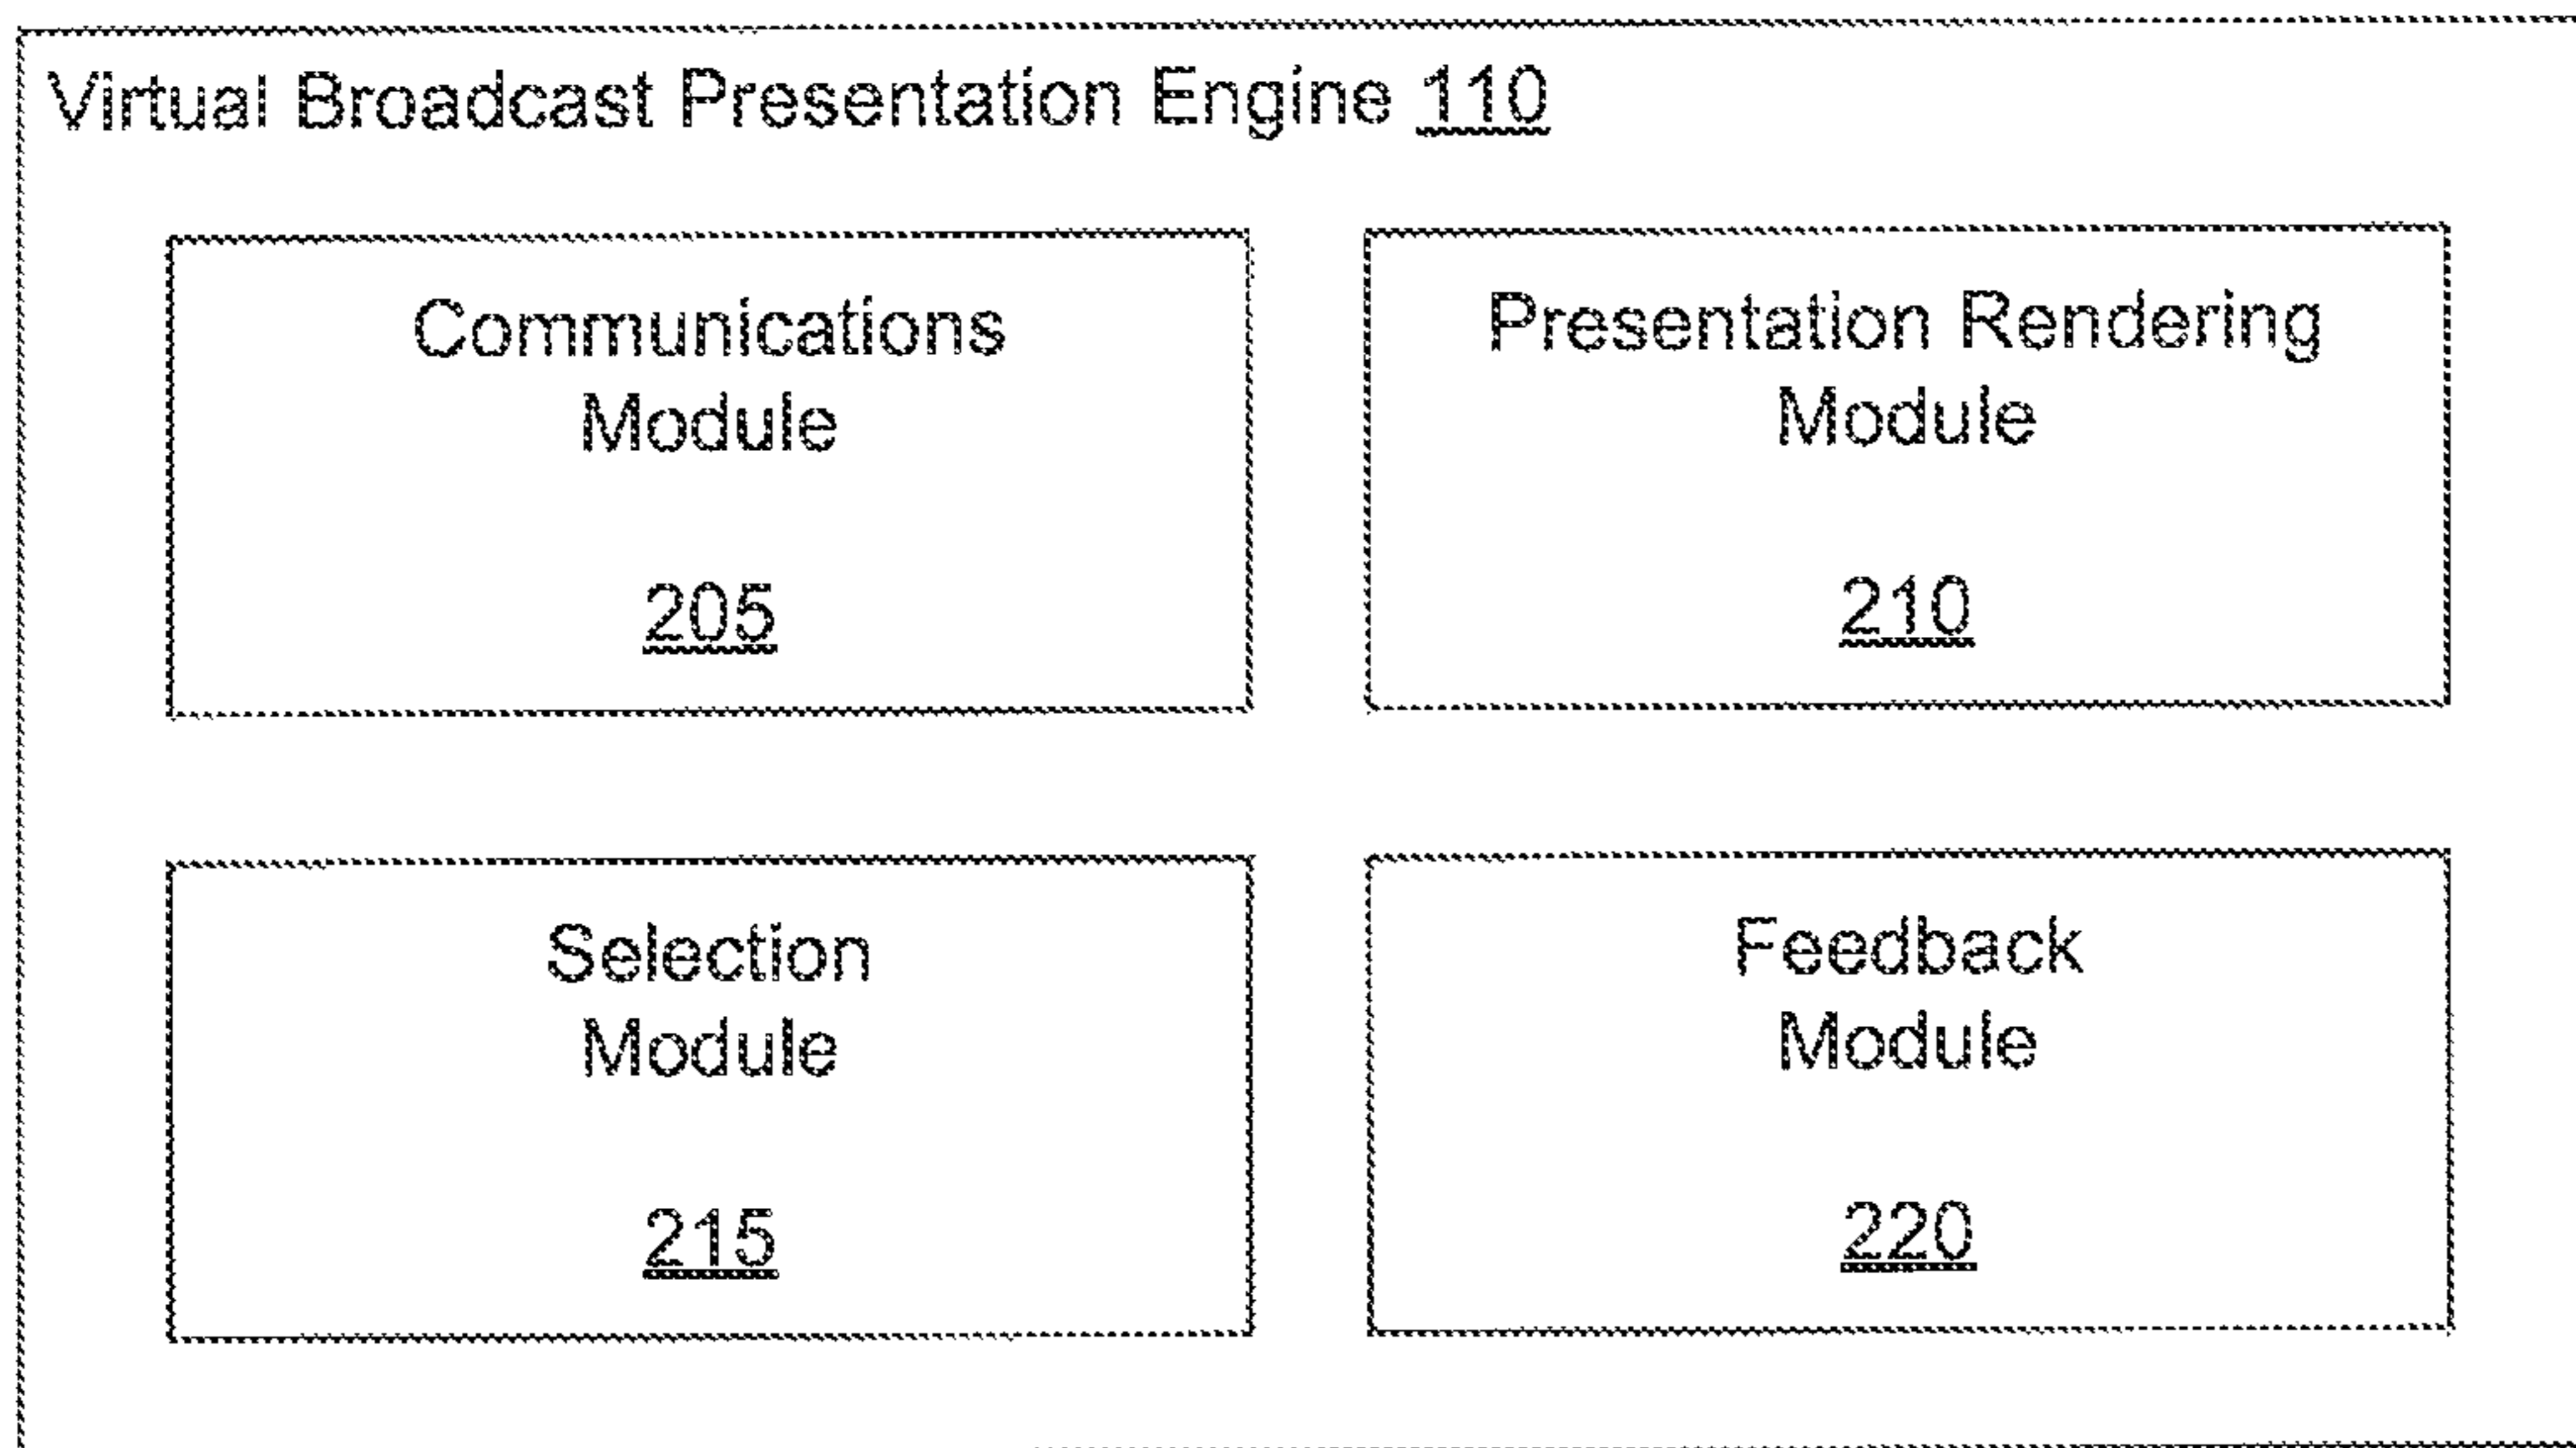 Virtual Broadcast Presentation Engine 110
Communications
Module
205
Presentation Rendering
Module
210
Selection
Module
215
Feedback
Module
220